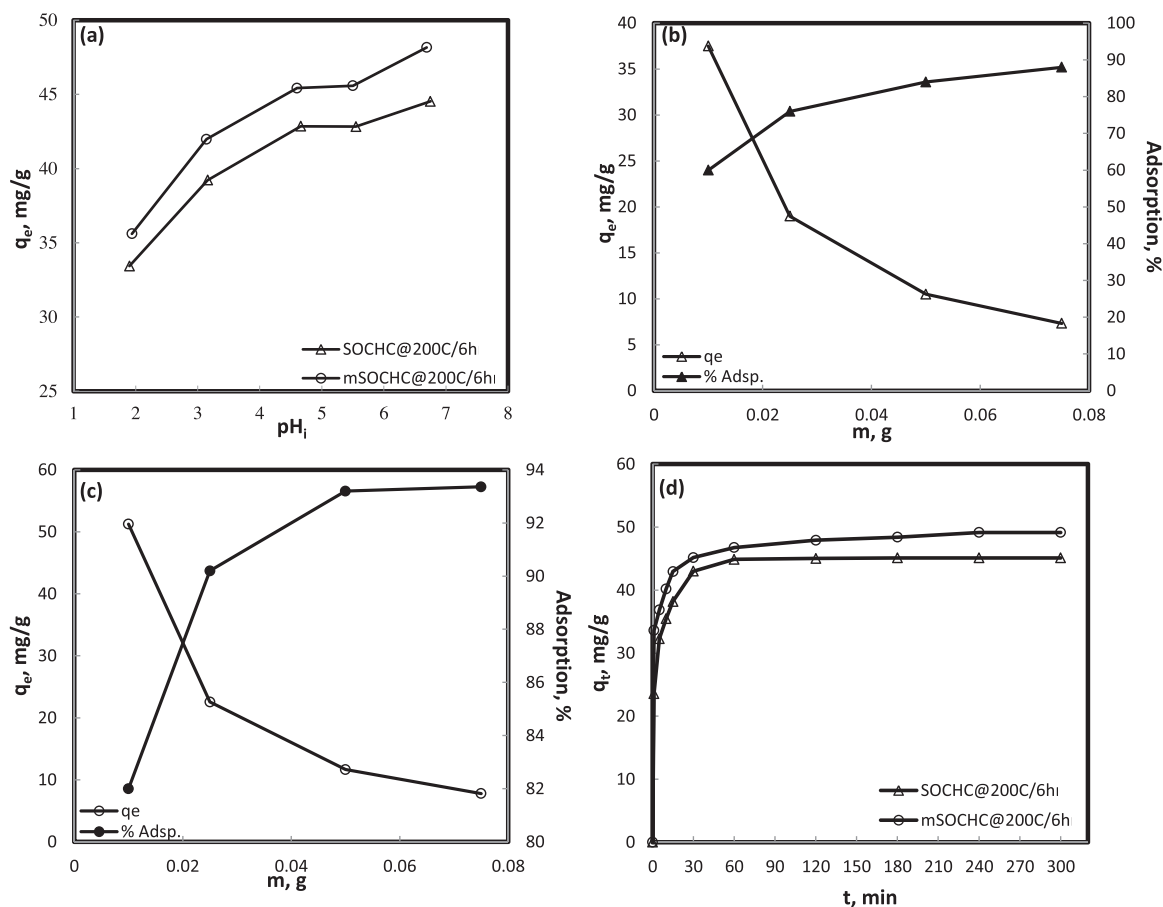 (a)
50
45
40
35
30
25
qe, mg/g
1 2 3 4 5 6 7 8
pHi
SOCHC@200C/6h
mSOCHC@200C/6hr
(b)
40
35
30
25
20
15
10
5
0
qe, mg/g
100
90
80
70
60
50
40
30
20
10
0
Adsorption, %
qe
% Adsp.
0 0.02 0.04 0.06 0.08
m, g
(c)
60
50
40
30
20
10
0
qe, mg/g
94
92
90
88
86
84
82
80
Adsorption, %
qe
% Adsp.
0 0.02 0.04 0.06 0.08
m, g
(d)
60
50
40
30
20
10
0
qt, mg/g
SOCHC@200C/6hr
mSOCHC@200C/6hr
0 30 60 90 120 150 180 210 240 270 300
t, min